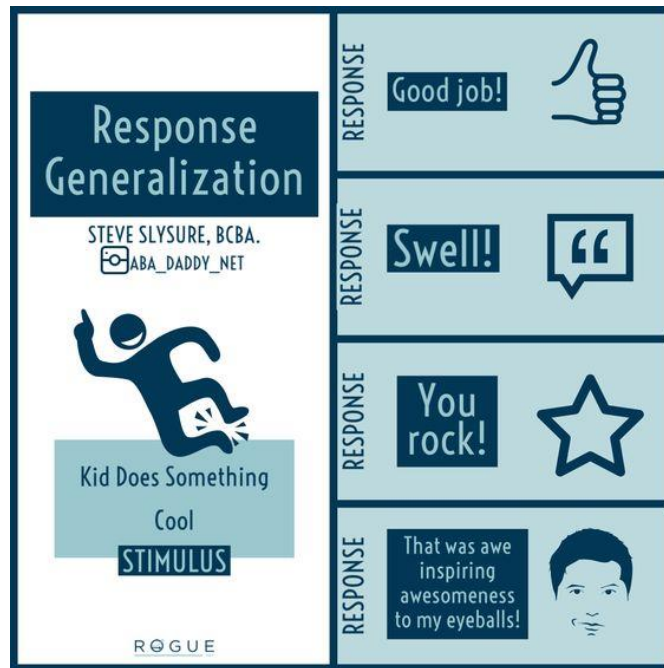 Response
Generalization
STEVE SLYSURE, BCBA.
ABA_DADDY_NET
Kid Does Something
Cool
STIMULUS
ROGUE
RESPONSE
Good job!
RESPONSE
Swell!
“
RESPONSE
You
rock!
RESPONSE
That was awe
inspiring
awesomeness
to my eyeballs!